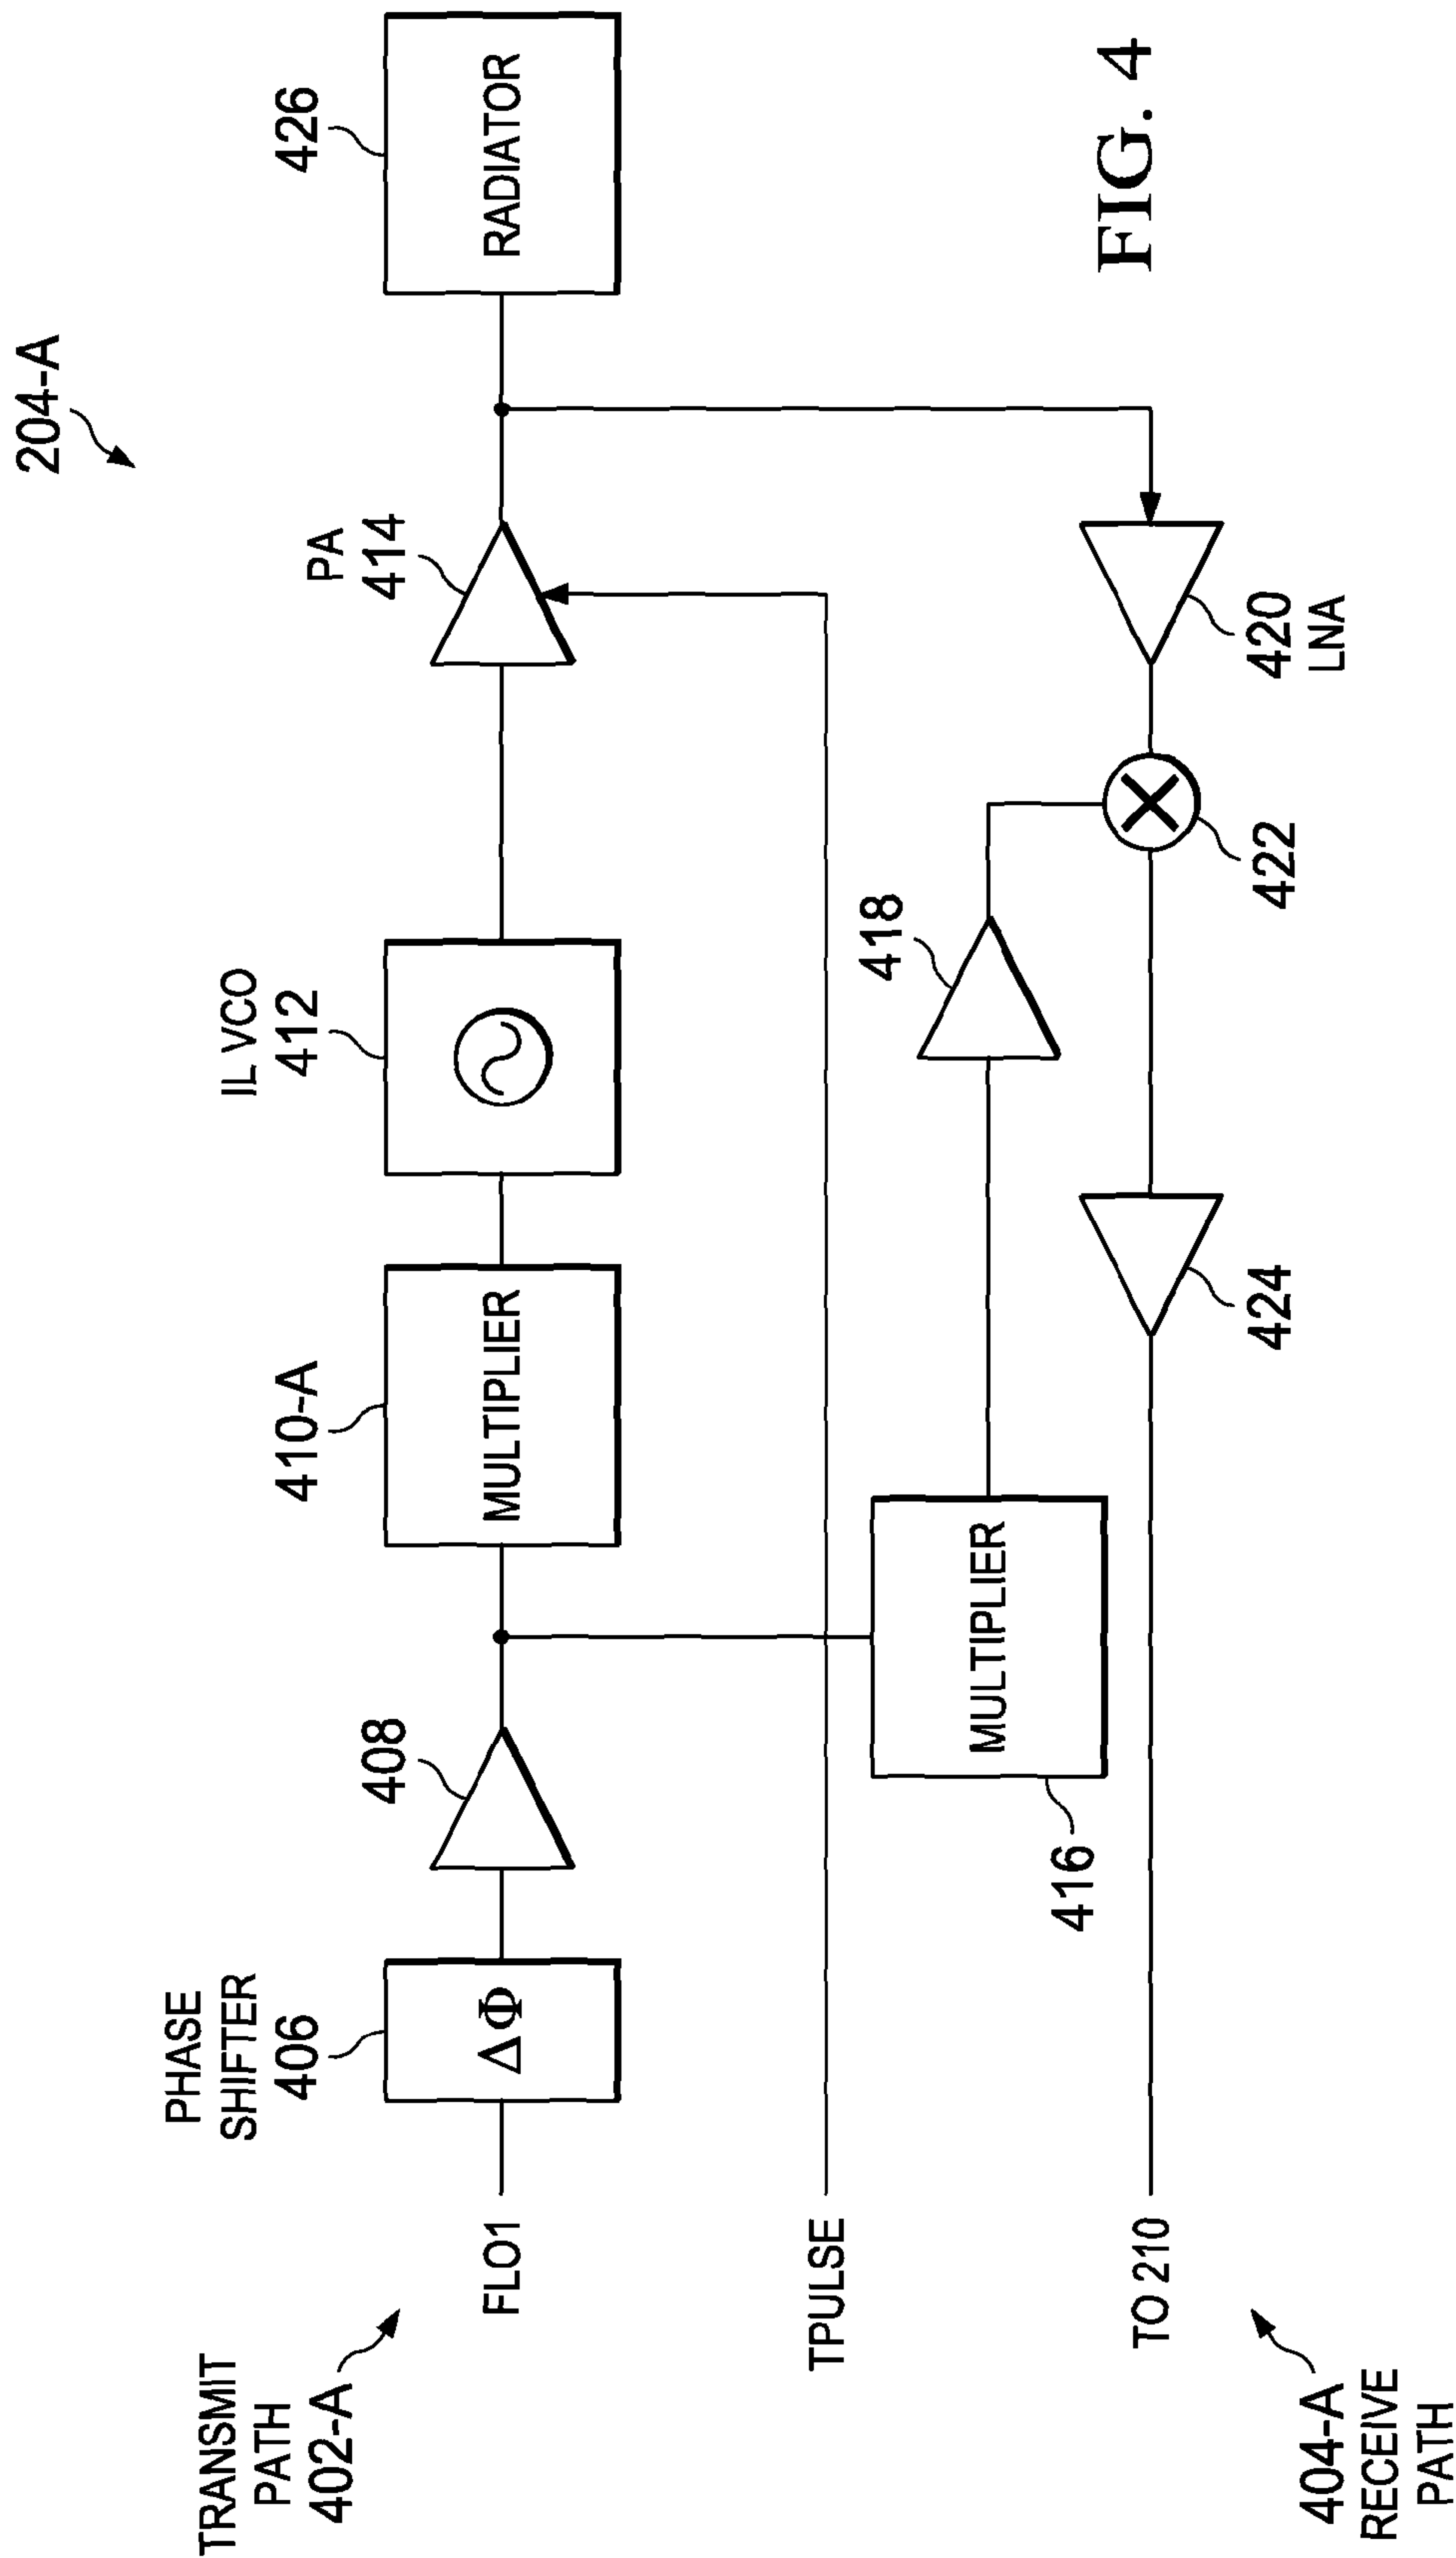 204-A
TRANSMIT
PATH
402-A
PHASE
SHIFTER
406
408
410-A
IL VCO
412
PA
414
426
FLO1
ΔΦ
MULTIPLIER
RADIATOR
TPULSE
MULTIPLIER
416
418
TO 210
424
422
420
LNA
404-A
RECEIVE
PATH
FIG. 4